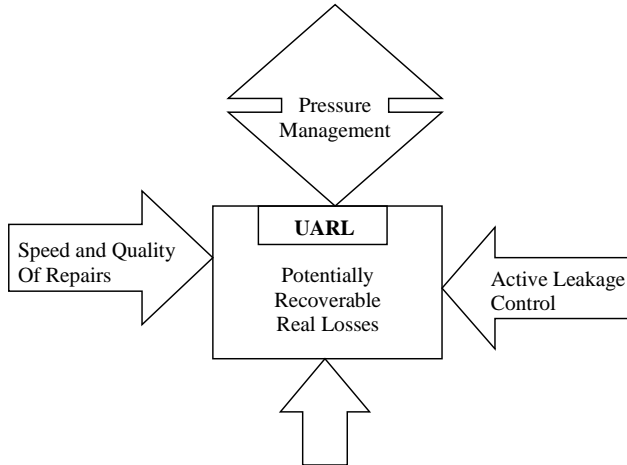 Pressure
Management
UARL
Speed and Quality
Of Repairs
Potentially
Recoverable
Real Losses
Active Leakage
Control